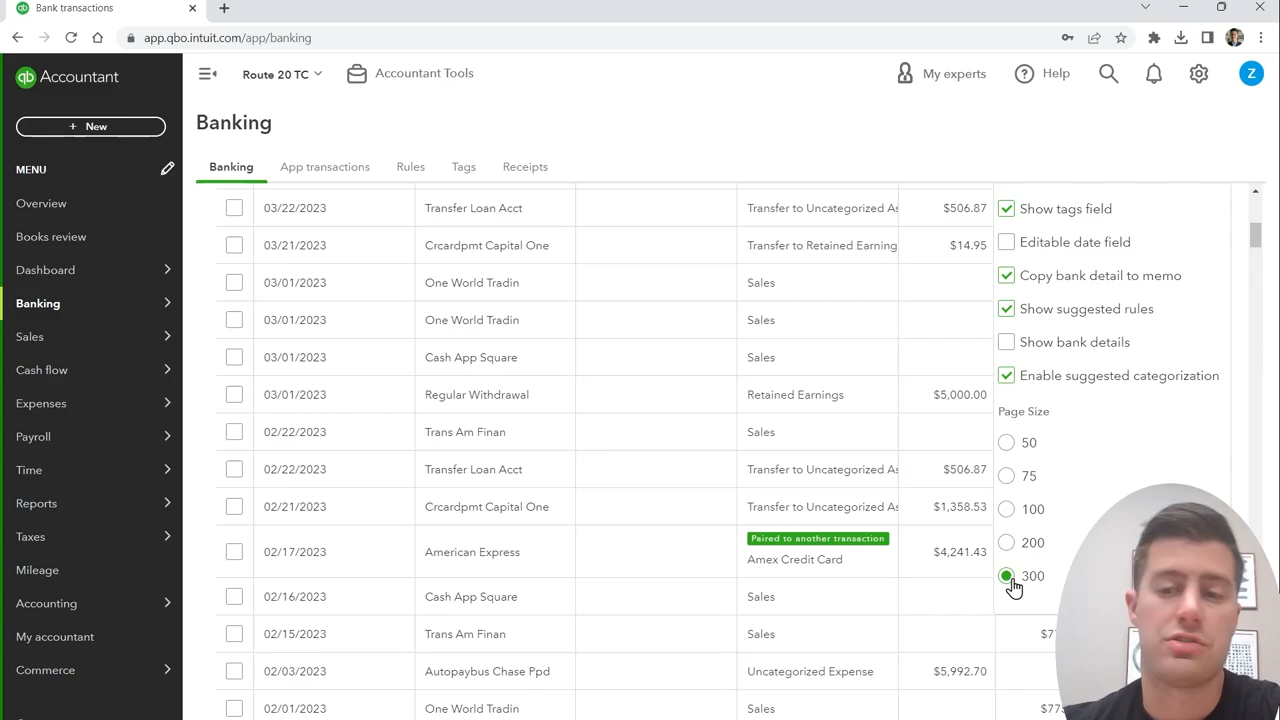 Bank transactions
app.qbo.intuit.com/app/banking
qb Accountant
Route 20 TC
Accountant Tools
My experts
Help
Z
+ New
Banking
MENU
Banking App transactions Rules Tags Receipts
Overview
Books review
Dashboard
Banking
Sales
Cash flow
Expenses
Payroll
Time
Reports
Taxes
Mileage
Accounting
My accountant
Commerce
03/22/2023 Transfer Loan Acct Transfer to Uncategorized As $506.87
03/21/2023 Crcardpmt Capital One Transfer to Retained Earning $14.95
03/01/2023 One World Tradin Sales
03/01/2023 One World Tradin Sales
03/01/2023 Cash App Square Sales
03/01/2023 Regular Withdrawal Retained Earnings $5,000.00
02/22/2023 Trans Am Finan Sales
02/22/2023 Transfer Loan Acct Transfer to Uncategorized As $506.87
02/21/2023 Crcardpmt Capital One Transfer to Uncategorized As $1,358.53
Paired to another transaction
02/17/2023 American Express Amex Credit Card $4,241.43
02/16/2023 Cash App Square Sales
02/15/2023 Trans Am Finan Sales
02/03/2023 Autopaybus Chase Ppd Uncategorized Expense $5,992.70
02/01/2023 One World Tradin Sales
Show tags field
Editable date field
Copy bank detail to memo
Show suggested rules
Show bank details
Enable suggested categorization
Page Size
50
75
100
200
300